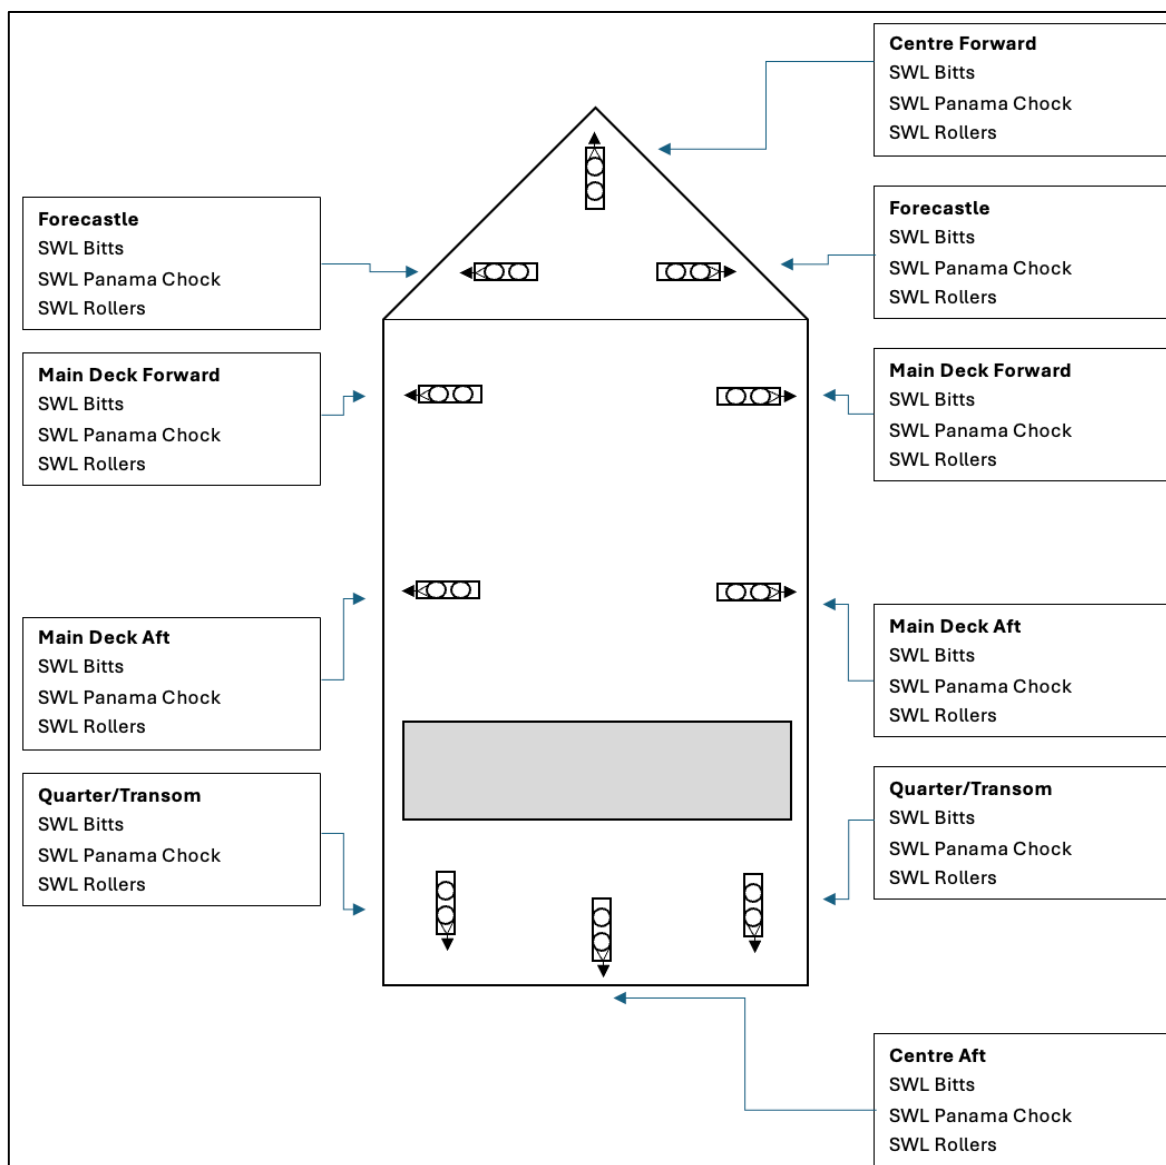 Centre Forward
SWL Bitts
SWL Panama Chock
SWL Rollers
Forecastle
SWL Bitts
SWL Panama Chock
SWL Rollers
Forecastle
SWL Bitts
SWL Panama Chock
SWL Rollers
Main Deck Forward
SWL Bitts
SWL Panama Chock
SWL Rollers
Main Deck Forward
SWL Bitts
SWL Panama Chock
SWL Rollers
Main Deck Aft
SWL Bitts
SWL Panama Chock
SWL Rollers
Main Deck Aft
SWL Bitts
SWL Panama Chock
SWL Rollers
Quarter/Transom
SWL Bitts
SWL Panama Chock
SWL Rollers
Quarter/Transom
SWL Bitts
SWL Panama Chock
SWL Rollers
Centre Aft
SWL Bitts
SWL Panama Chock
SWL Rollers